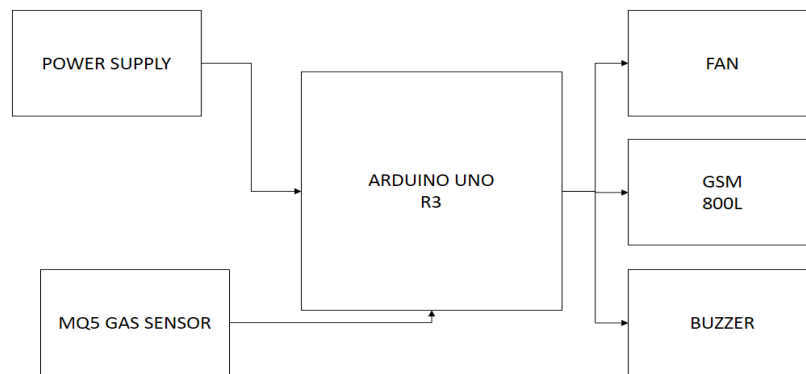 POWER SUPPLY
FAN
ARDUINO UNO
R3
GSM
800L
MQ5 GAS SENSOR
BUZZER